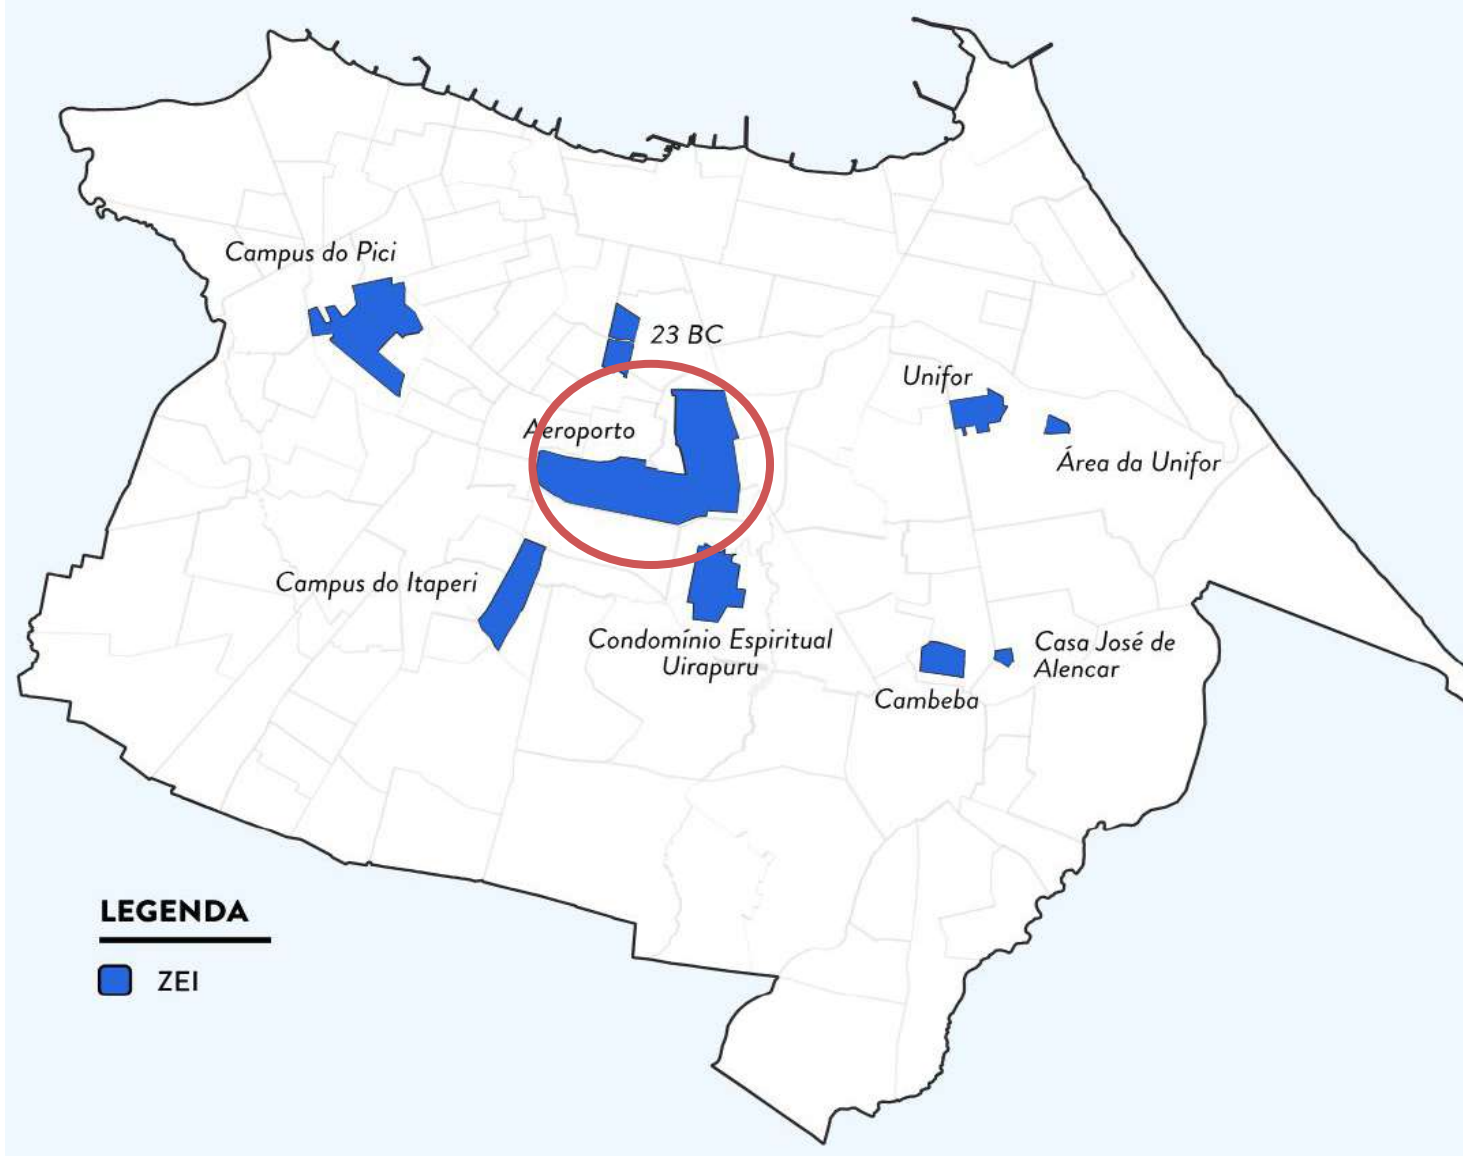 Campus do Pici
23 BC
Unifor
Aeroporto
Área da Unifor
Campus do Itaperi
Condomínio Espiritual
Uirapuru
Casa José de
Alencar
Cambeba
LEGENDA
ZEI